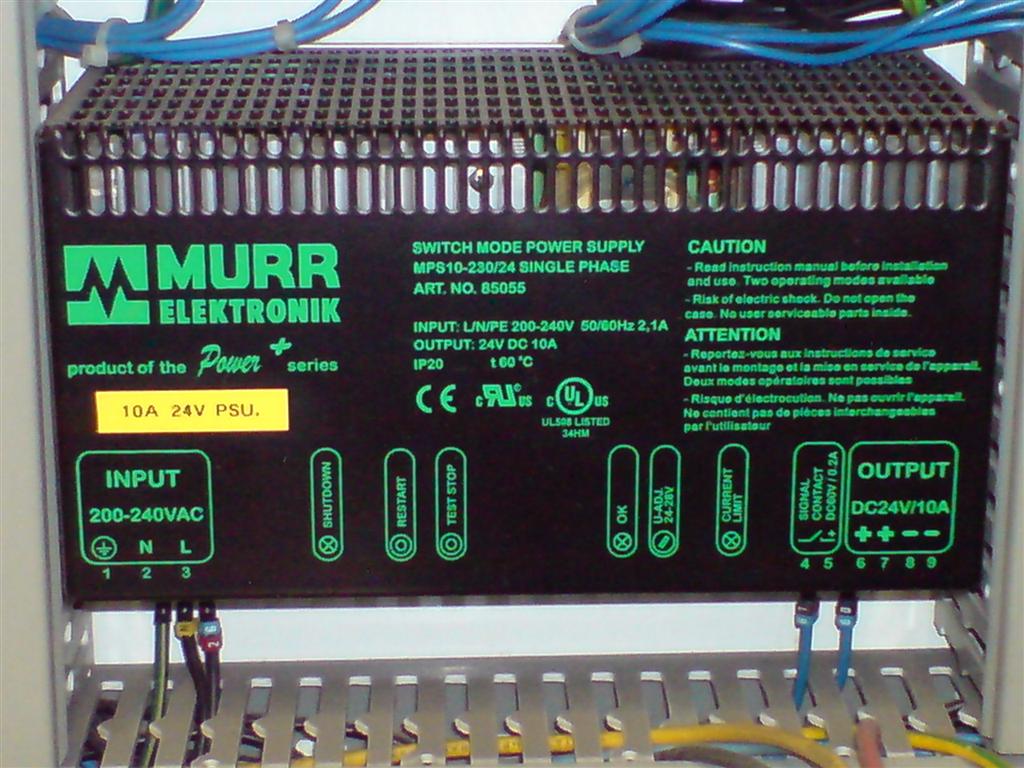 MURR
ELEKTRONIK
product of the Power + series
10A 24V PSU.
SWITCH MODE POWER SUPPLY
MPS10-230/24 SINGLE PHASE
ART. NO. 85055
INPUT: L/N/PE 200-240V 50/60Hz 2,1A
OUTPUT: 24V DC 10A
IP20 t 60 °C
CE c RU US c UL US
UL508 LISTED
34HM
CAUTION
- Read instruction manual before installation
and use. Two operating modes available
- Risk of electric shock. Do not open the
case. No user serviceable parts inside.
ATTENTION
- Reportez-vous aux instructions de service
avant le montage et la mise en service de l'appareil.
Deux modes opératoires sont possibles
- Risque d'électrocution. Ne pas ouvrir l'appareil.
Ne contient pas de pièces interchangeables
par l'utilisateur
INPUT
200-240VAC
N L
1 2 3
SHUTDOWN
RESTART
TEST STOP
OK
U-ADJ.
24-28V
CURRENT
LIMIT
SIGNAL
CONTACT
DC60V / 0.2A
4 5
OUTPUT
DC24V/10A
+ + - -
6 7 8 9